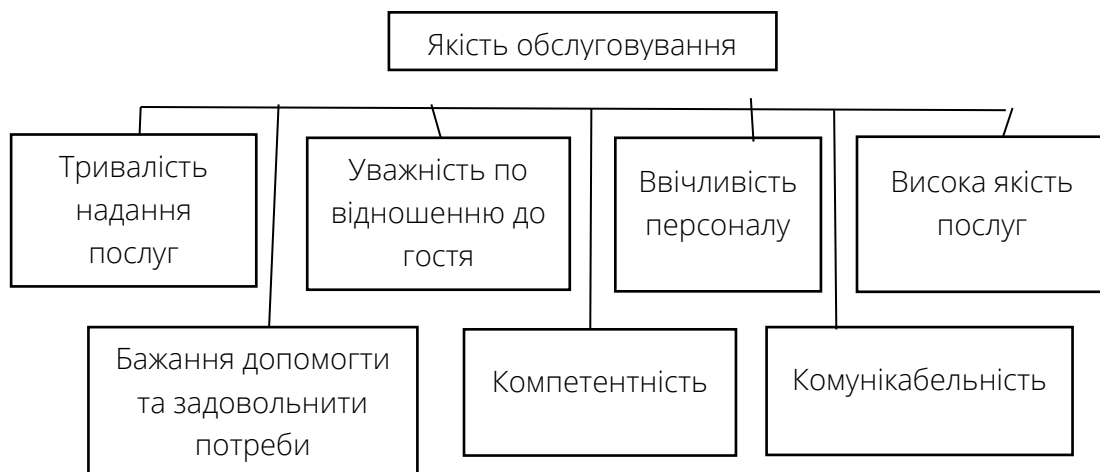 Якість обслуговування
Тривалість
надання
послуг
Уважність по
відношенню до
гостя
Ввічливість
персоналу
Висока якість
послуг
Бажання допомогти
та задовольнити
потреби
Компетентність
Комунікабельність